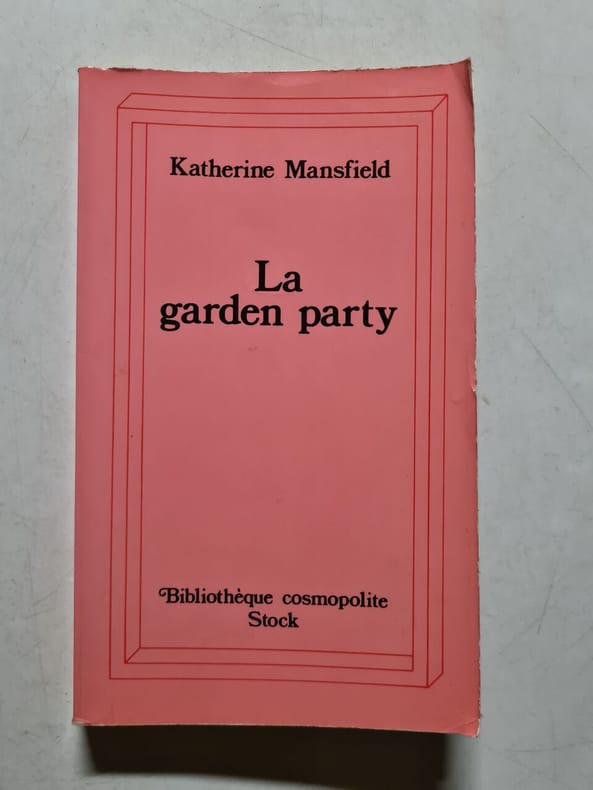 Katherine Mansfield
La
garden party
Bibliothèque cosmopolite
Stock